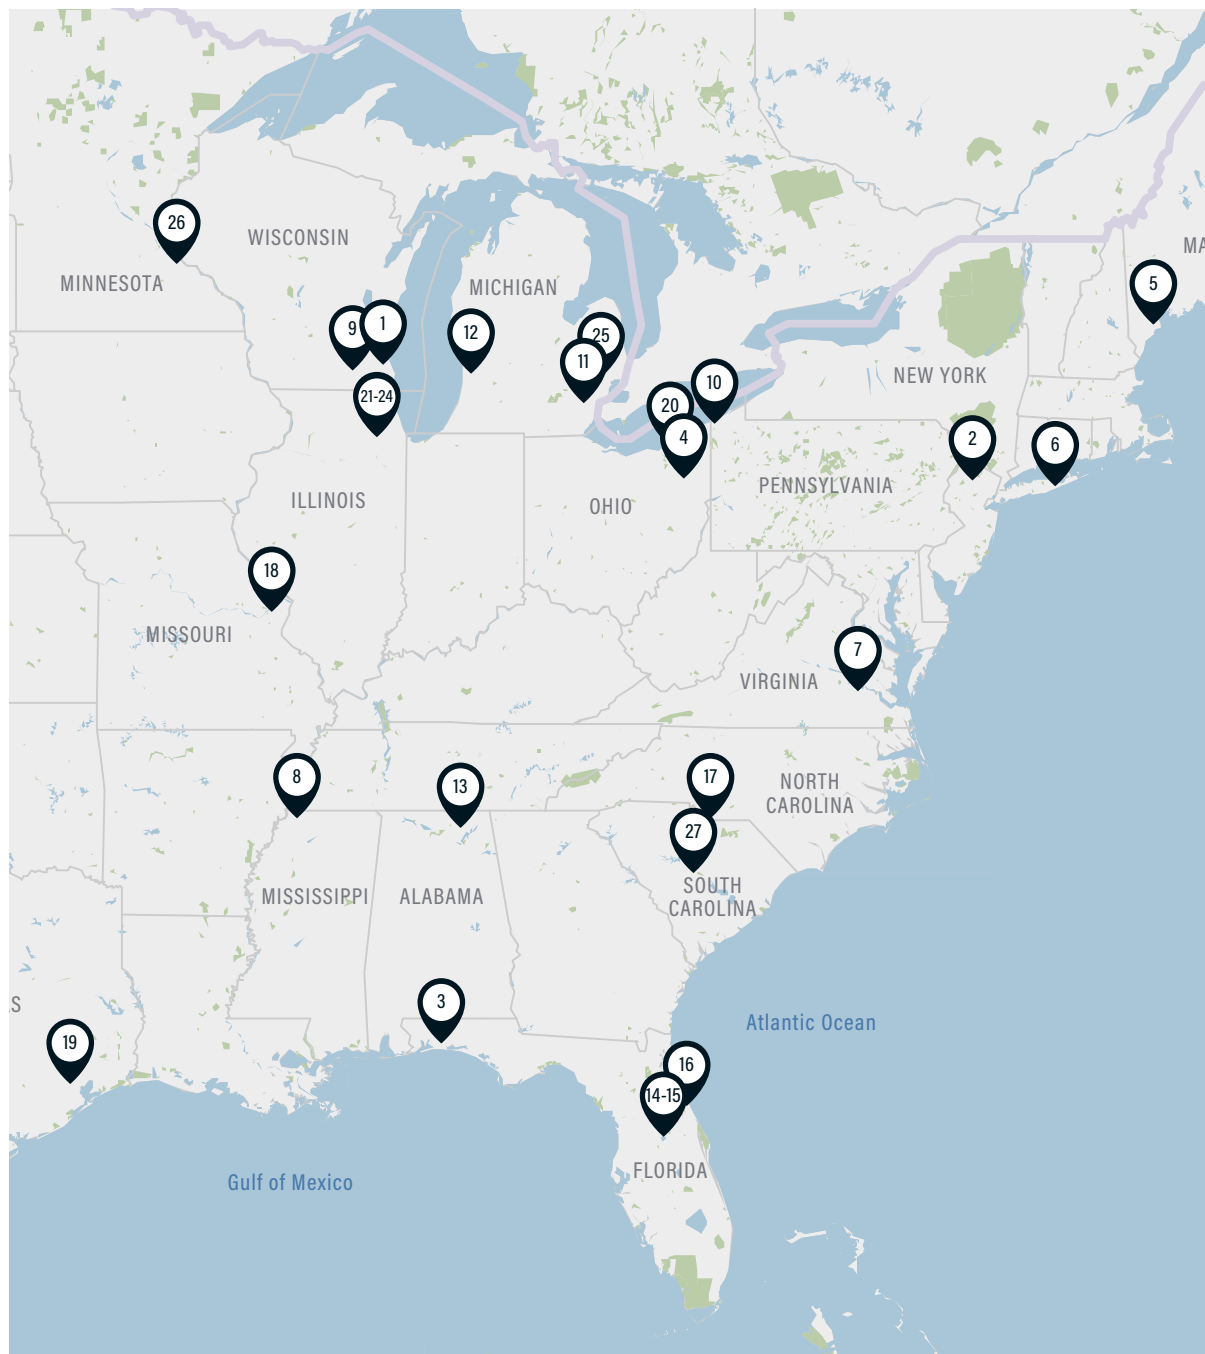 26
WISCONSIN
MA
MINNESOTA
MICHIGAN
5
9
1
12
25
11
NEW YORK
10
21-24
20
4
2
6
PENNSYLVANIA
ILLINOIS
OHIO
18
MISSOURI
7
VIRGINIA
8
13
17
NORTH
CAROLINA
27
MISSISSIPPI
ALABAMA
SOUTH
CAROLINA
S
3
Atlantic Ocean
19
16
14-15
FLORIDA
Gulf of Mexico